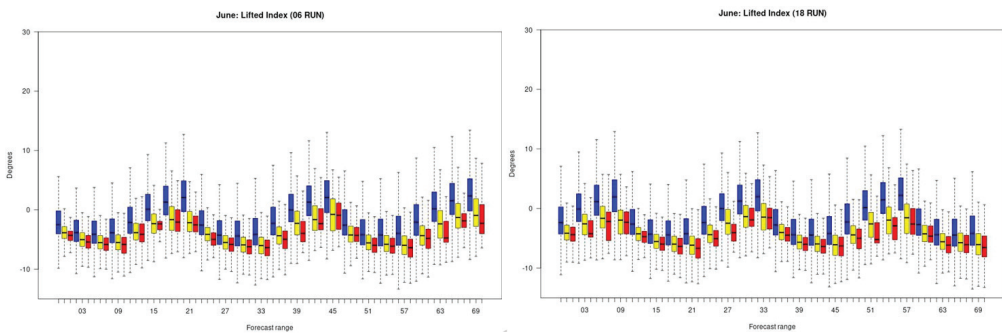 June: Lifted Index (06 RUN)
30
20
10
0
-10
Degrees
03 09 15 21 27 33 39 45 51 57 63 69
Forecast range
June: Lifted Index (18 RUN)
30
20
10
0
-10
Degrees
03 09 15 21 27 33 39 45 51 57 63 69
Forecast range